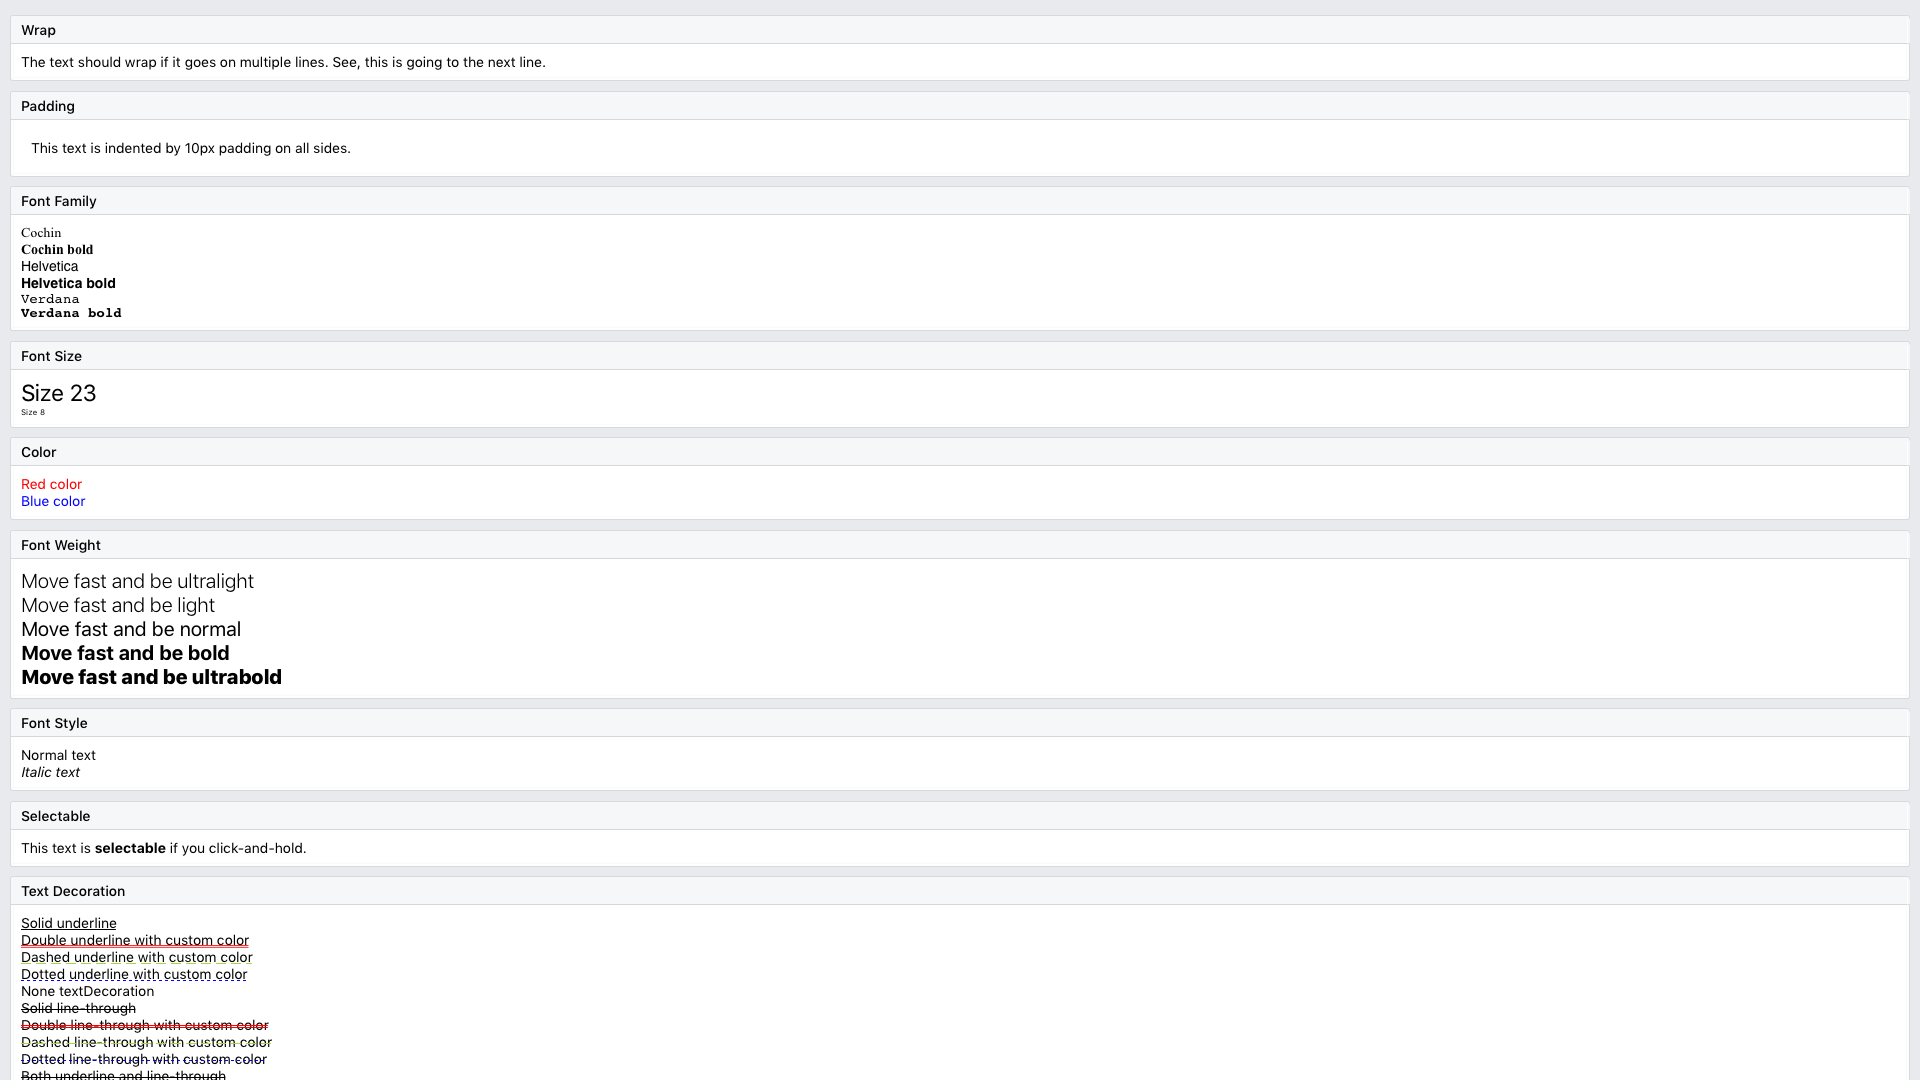 Wrap
The text should wrap if it goes on multiple lines. See, this is going to the next line.
Padding
This text is indented by 10px padding on all sides.
Font Family
Cochin
Cochin bold
Helvetica
Helvetica bold
Verdana
Verdana bold
Font Size
Size 23
Size 8
Color
Red color
Blue color
Font Weight
Move fast and be ultralight
Move fast and be light
Move fast and be normal
Move fast and be bold
Move fast and be ultrabold
Font Style
Normal text
Italic text
Selectable
This text is selectable if you click-and-hold.
Text Decoration
Solid underline
Double underline with custom color
Dashed underline with custom color
Dotted underline with custom color
None textDecoration
Solid line-through
Double line-through with custom color
Dashed line-through with custom color
Dotted line-through with custom color
Both underline and line-through